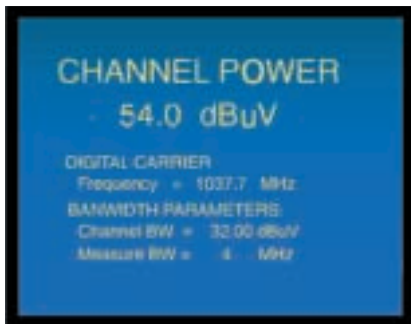 CHANNEL POWER
54.0 dBuV
DIGITAL CARRIER
Frequency = 1037.7 MHz
BANWIDTH PARAMETERS:
Channel BW = 32.00 dBuV
Measure BW = 4 MHz